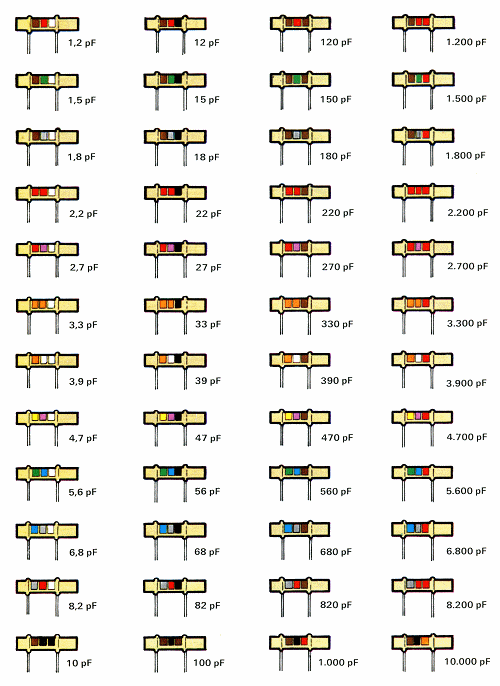 1,2 pF 12 pF 120 pF 1.200 pF
1,5 pF 15 pF 150 pF 1.500 pF
1,8 pF 18 pF 180 pF 1.800 pF
2,2 pF 22 pF 220 pF 2.200 pF
2,7 pF 27 pF 270 pF 2.700 pF
3,3 pF 33 pF 330 pF 3.300 pF
3,9 pF 39 pF 390 pF 3.900 pF
4,7 pF 47 pF 470 pF 4.700 pF
5,6 pF 56 pF 560 pF 5.600 pF
6,8 pF 68 pF 680 pF 6.800 pF
8,2 pF 82 pF 820 pF 8.200 pF
10 pF 100 pF 1.000 pF 10.000 pF